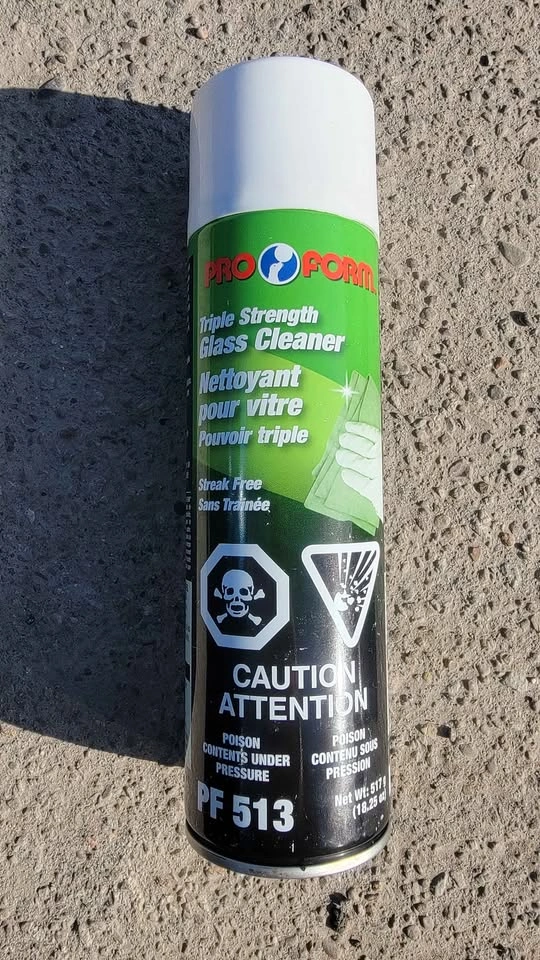 PRO FORM
Triple Strength
Glass Cleaner
Nettoyant
pour vitre
Pouvoir triple
Streak Free
Sans Traînée
CAUTION
ATTENTION
POISON
CONTENTS UNDER
PRESSURE
POISON
CONTENU SOUS
PRESSION
PF 513
Net Wt: 517 g
(18.25 oz)